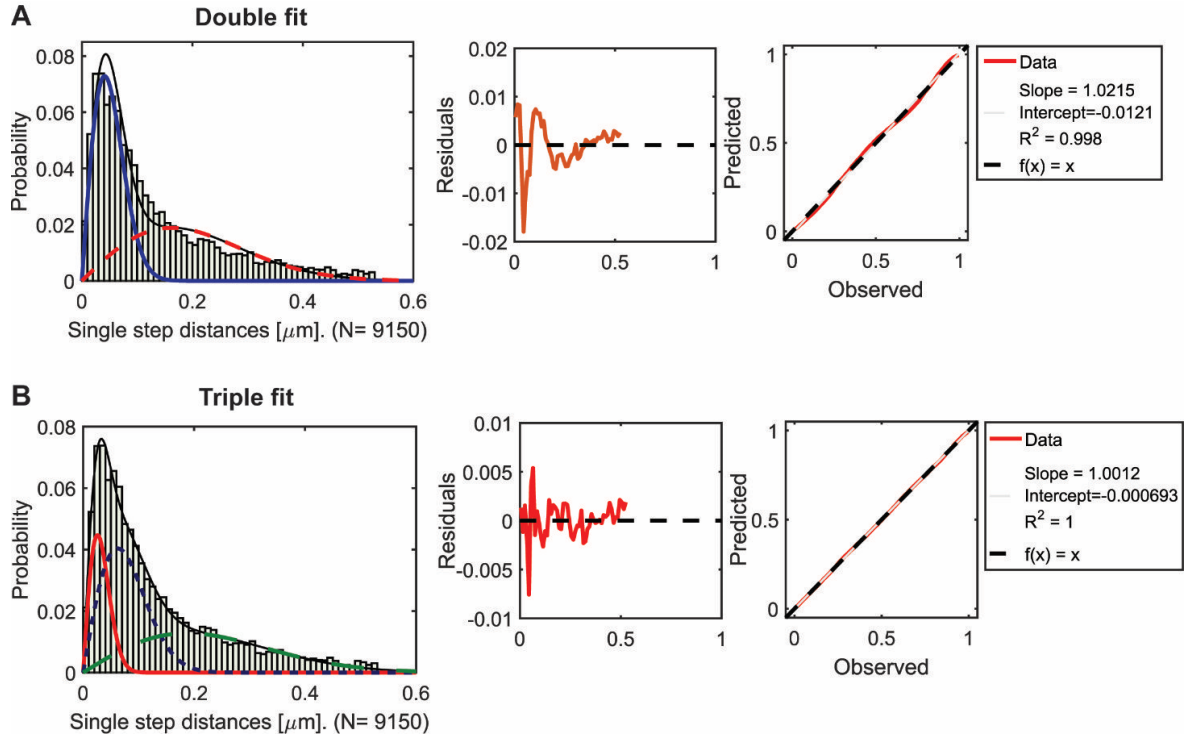 A
Double fit
Probability
0.08
0.06
0.04
0.02
0
0
0.2
0.4
0.6
Single step distances [μm]. (N= 9150)
Residuals
0.02
0.01
0
-0.01
-0.02
0
0.5
1
Predicted
1
0.5
0
0
0.5
1
Observed
Data
Slope = 1.0215
Intercept=-0.0121
R² = 0.998
f(x) = x
B
Triple fit
Probability
0.08
0.06
0.04
0.02
0
0
0.2
0.4
0.6
Single step distances [μm]. (N= 9150)
Residuals
0.01
0.005
0
-0.005
-0.01
0
0.5
1
Predicted
1
0.5
0
0
0.5
1
Observed
Data
Slope = 1.0012
Intercept=-0.000693
R² = 1
f(x) = x